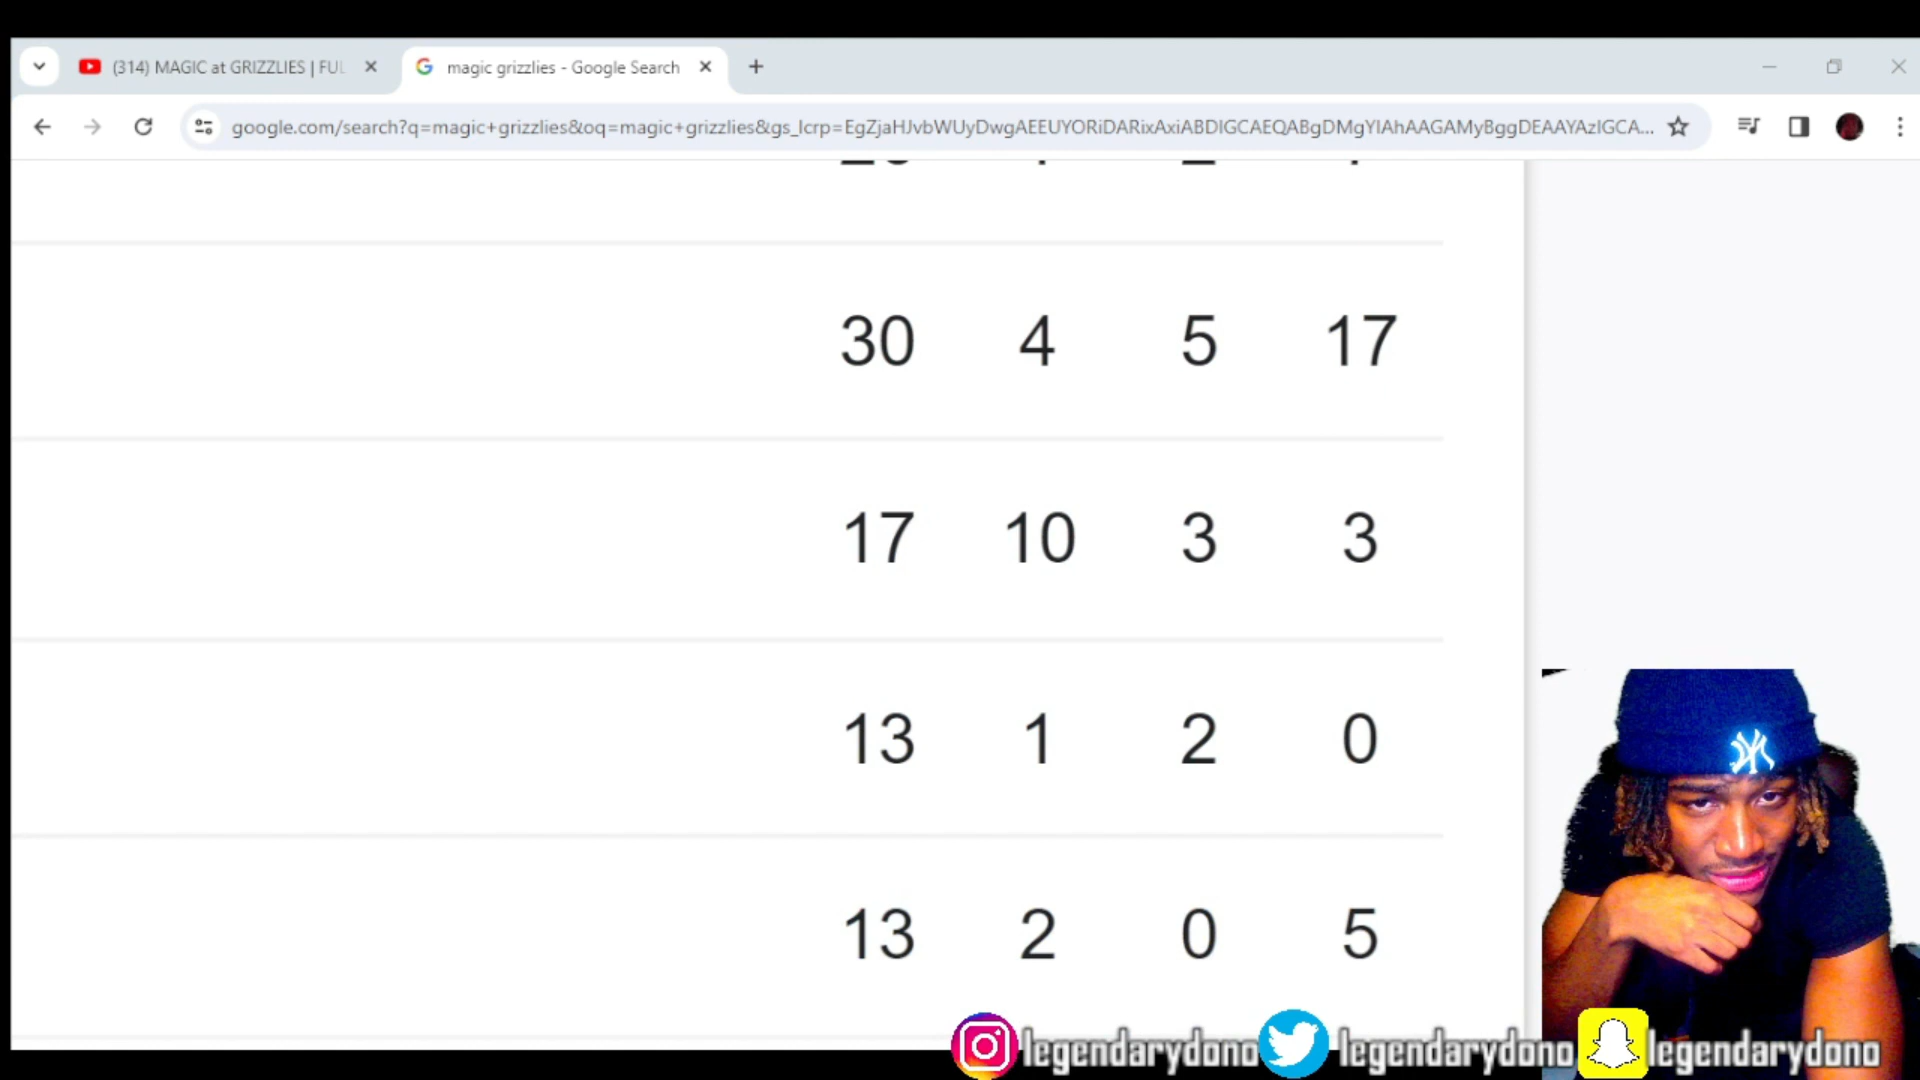 (314) MAGIC at GRIZZLIES | FUL
magic grizzlies - Google Search
google.com/search?q=magic+grizzlies&oq=magic+grizzlies&gs_lcrp=EgZjaHJvbWUyDwgAEEUYORiDARixAxiABDIGCAEQABgDMgYIAhAAGAMyBggDEAAYAzIGCA...
30 4 5 17
17 10 3 3
13 1 2 0
13 2 0 5
legendarydono legendarydono legendarydono